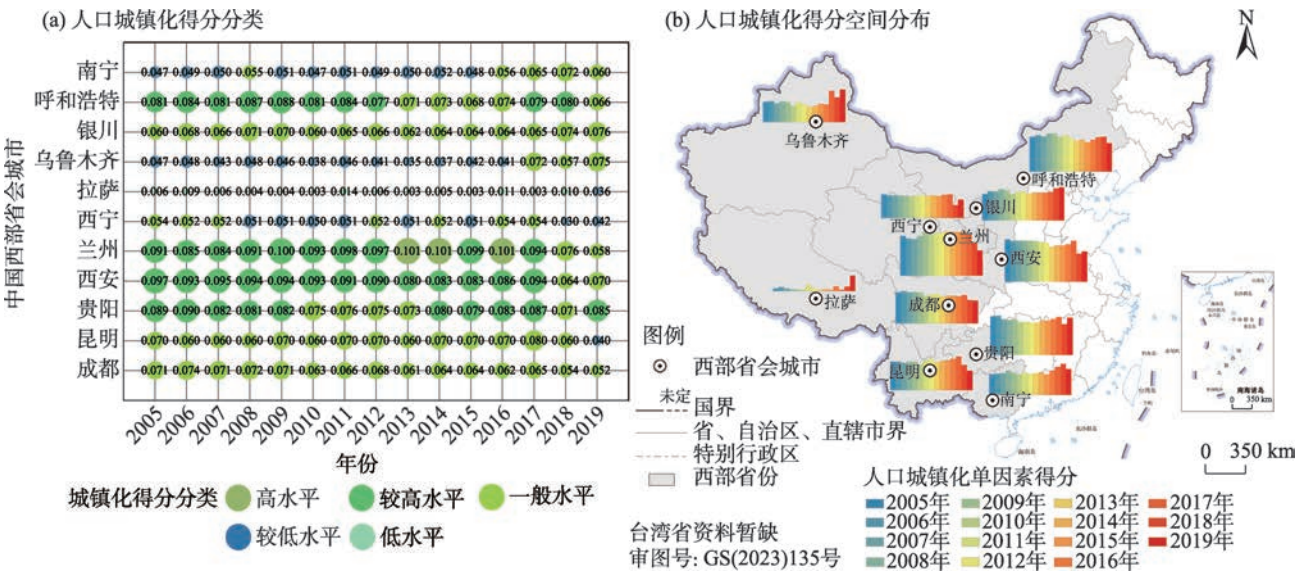 (a) 人口城镇化得分分类
中国西部省会城市
南宁 0.047 0.049 0.050 0.055 0.051 0.047 0.051 0.049 0.050 0.052 0.048 0.056 0.065 0.072 0.060
呼和浩特 0.081 0.084 0.081 0.087 0.088 0.081 0.084 0.077 0.071 0.073 0.068 0.074 0.079 0.080 0.066
银川 0.060 0.068 0.066 0.071 0.070 0.060 0.065 0.066 0.062 0.064 0.064 0.064 0.065 0.074 0.076
乌鲁木齐 0.047 0.048 0.043 0.048 0.046 0.038 0.046 0.041 0.035 0.037 0.042 0.041 0.072 0.057 0.075
拉萨 0.006 0.009 0.006 0.004 0.004 0.003 0.014 0.006 0.003 0.005 0.003 0.011 0.003 0.010 0.036
西宁 0.054 0.052 0.052 0.051 0.051 0.050 0.051 0.052 0.051 0.052 0.051 0.054 0.054 0.030 0.042
兰州 0.091 0.085 0.084 0.091 0.100 0.093 0.098 0.097 0.101 0.101 0.099 0.101 0.094 0.076 0.058
西安 0.097 0.093 0.095 0.094 0.094 0.093 0.091 0.090 0.080 0.083 0.083 0.086 0.094 0.064 0.070
贵阳 0.089 0.090 0.082 0.081 0.082 0.075 0.076 0.075 0.073 0.080 0.079 0.083 0.087 0.071 0.085
昆明 0.070 0.060 0.060 0.060 0.070 0.060 0.070 0.070 0.060 0.070 0.070 0.070 0.080 0.060 0.040
成都 0.071 0.074 0.071 0.072 0.071 0.063 0.066 0.068 0.061 0.064 0.064 0.062 0.065 0.054 0.052
2005 2006 2007 2008 2009 2010 2011 2012 2013 2014 2015 2016 2017 2018 2019
年份
城镇化得分分类 高水平 较高水平 一般水平
较低水平 低水平
(b) 人口城镇化得分空间分布
N
乌鲁木齐
呼和浩特
银川
西宁
兰州
西安
拉萨
成都
贵阳
昆明
南宁
图例
西部省会城市
未定
国界
省、自治区、直辖市界
特别行政区
西部省份
台湾省资料暂缺
审图号: GS(2023)135号
南海诸岛
0 350 km
0 350 km
人口城镇化单因素得分
2005年 2009年 2013年 2017年
2006年 2010年 2014年 2018年
2007年 2011年 2015年 2019年
2008年 2012年 2016年